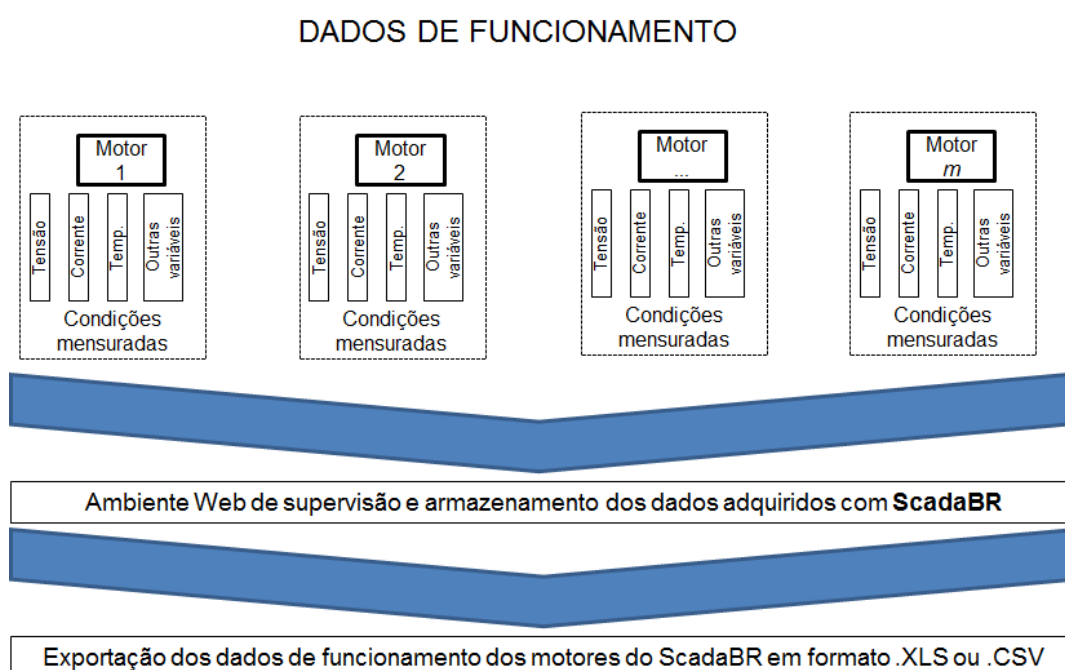 DADOS DE FUNCIONAMENTO
Motor
1
Tensão
Corrente
Temp.
Outras
variáveis
Condições
mensuradas
Motor
2
Tensão
Corrente
Temp.
Outras
variáveis
Condições
mensuradas
Motor
...
Tensão
Corrente
Temp.
Outras
variáveis
Condições
mensuradas
Motor
m
Tensão
Corrente
Temp.
Outras
variáveis
Condições
mensuradas
Ambiente Web de supervisão e armazenamento dos dados adquiridos com ScadaBR
Exportação dos dados de funcionamento dos motores do ScadaBR em formato .XLS ou .CSV